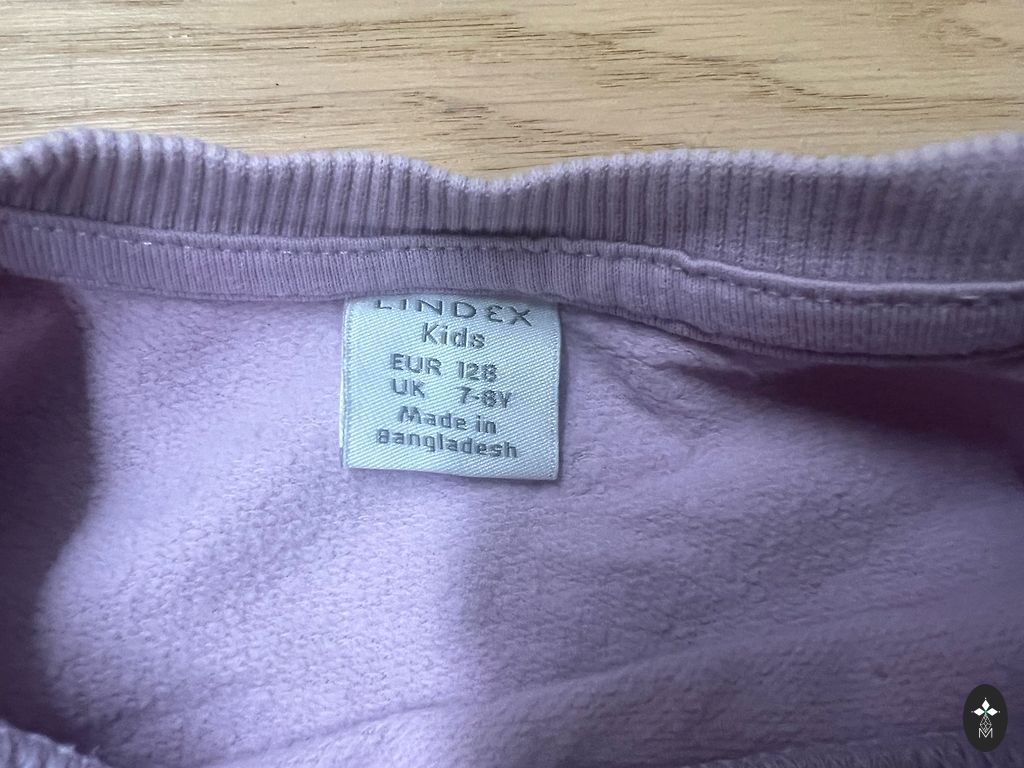 LINDEX
Kids
EUR 128
UK 7-8Y
Made in
Bangladesh
M